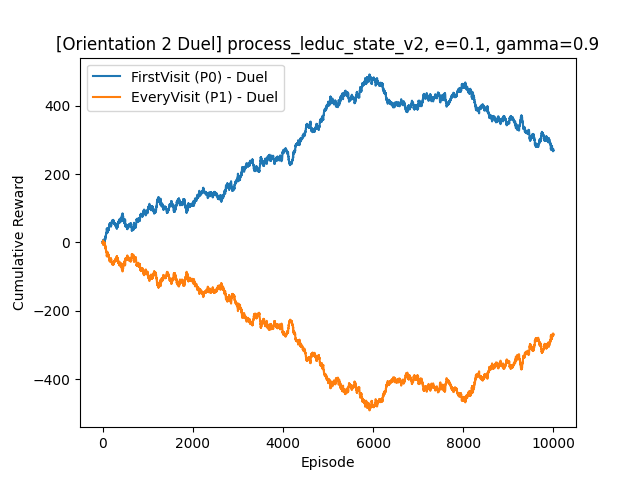 [Orientation 2 Duel] process_leduc_state_v2, e=0.1, gamma=0.9
FirstVisit (P0) - Duel
EveryVisit (P1) - Duel
Cumulative Reward
400
200
0
−200
−400
0
2000
4000
6000
8000
10000
Episode